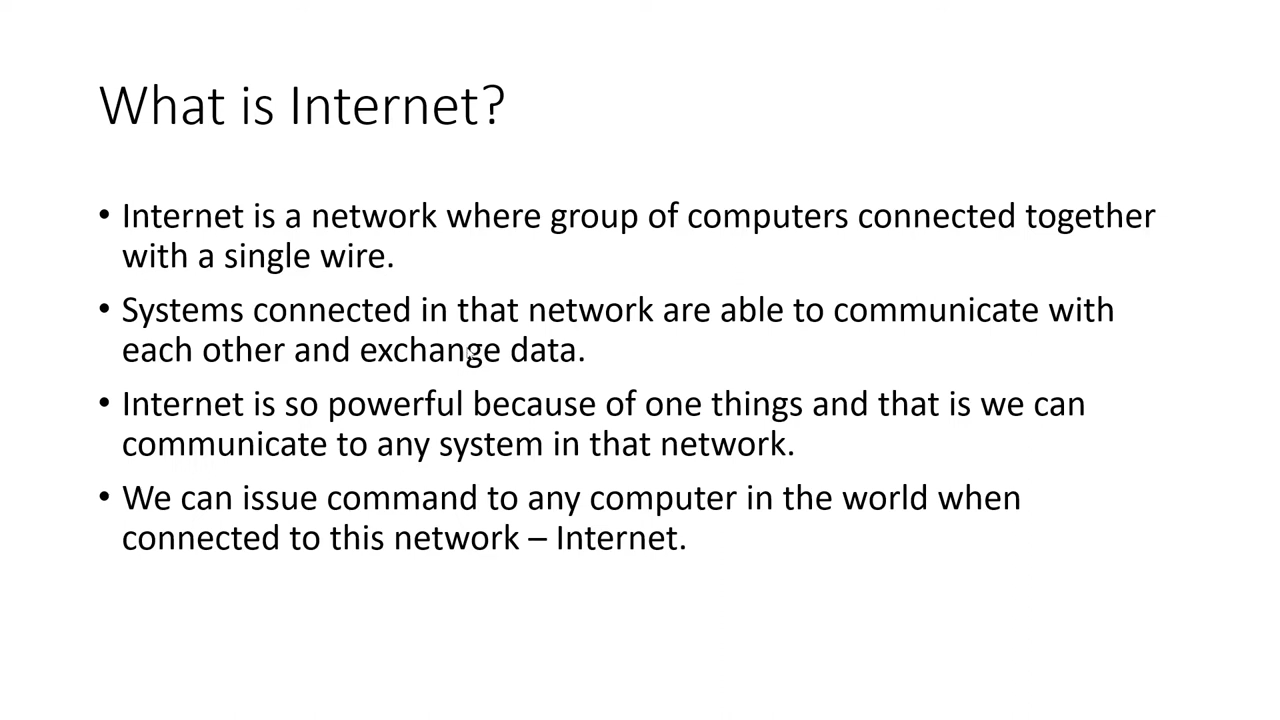 What is Internet?
• Internet is a network where group of computers connected together
with a single wire.
• Systems connected in that network are able to communicate with
each other and exchange data.
• Internet is so powerful because of one things and that is we can
communicate to any system in that network.
• We can issue command to any computer in the world when
connected to this network – Internet.